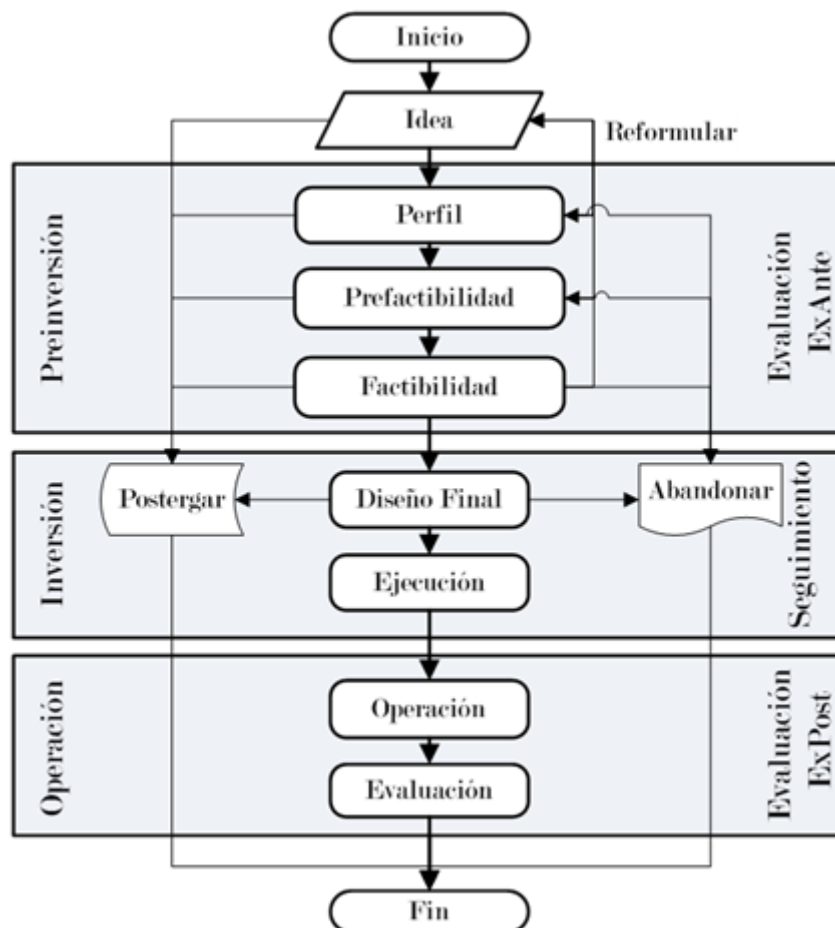 Inicio
Idea
Reformular
Preinversión
Perfil
Prefactibilidad
Factibilidad
Evaluación
ExAnte
Inversión
Postergar
Diseño Final
Abandonar
Ejecución
Seguimiento
Operación
Operación
Evaluación
Evaluación
ExPost
Fin